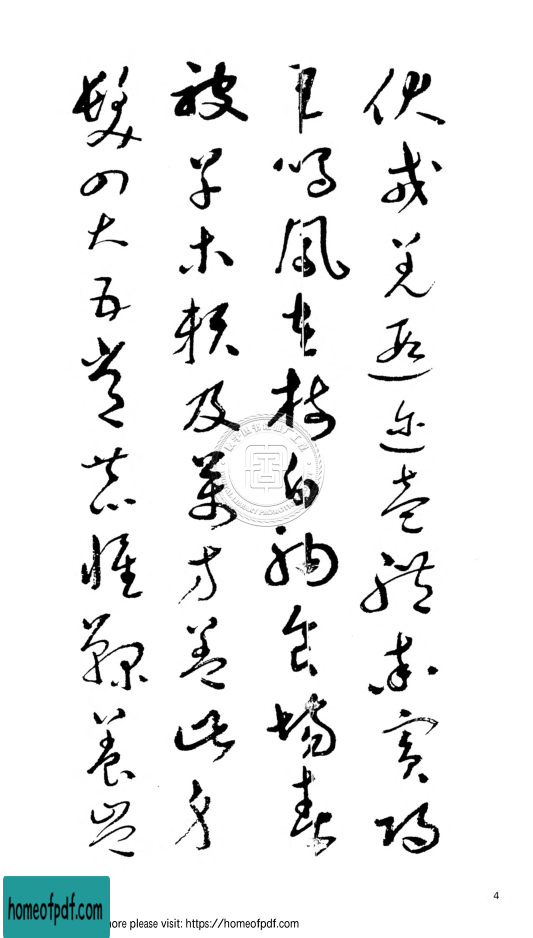 伏戎羌遐邇壹體率賓歸
王鳴鳳在樹白駒食場
被草木賴及萬方蓋此身
髮四大五常恭惟鞠養豈
4
homeofpdf.com
more please visit: https://homeofpdf.com